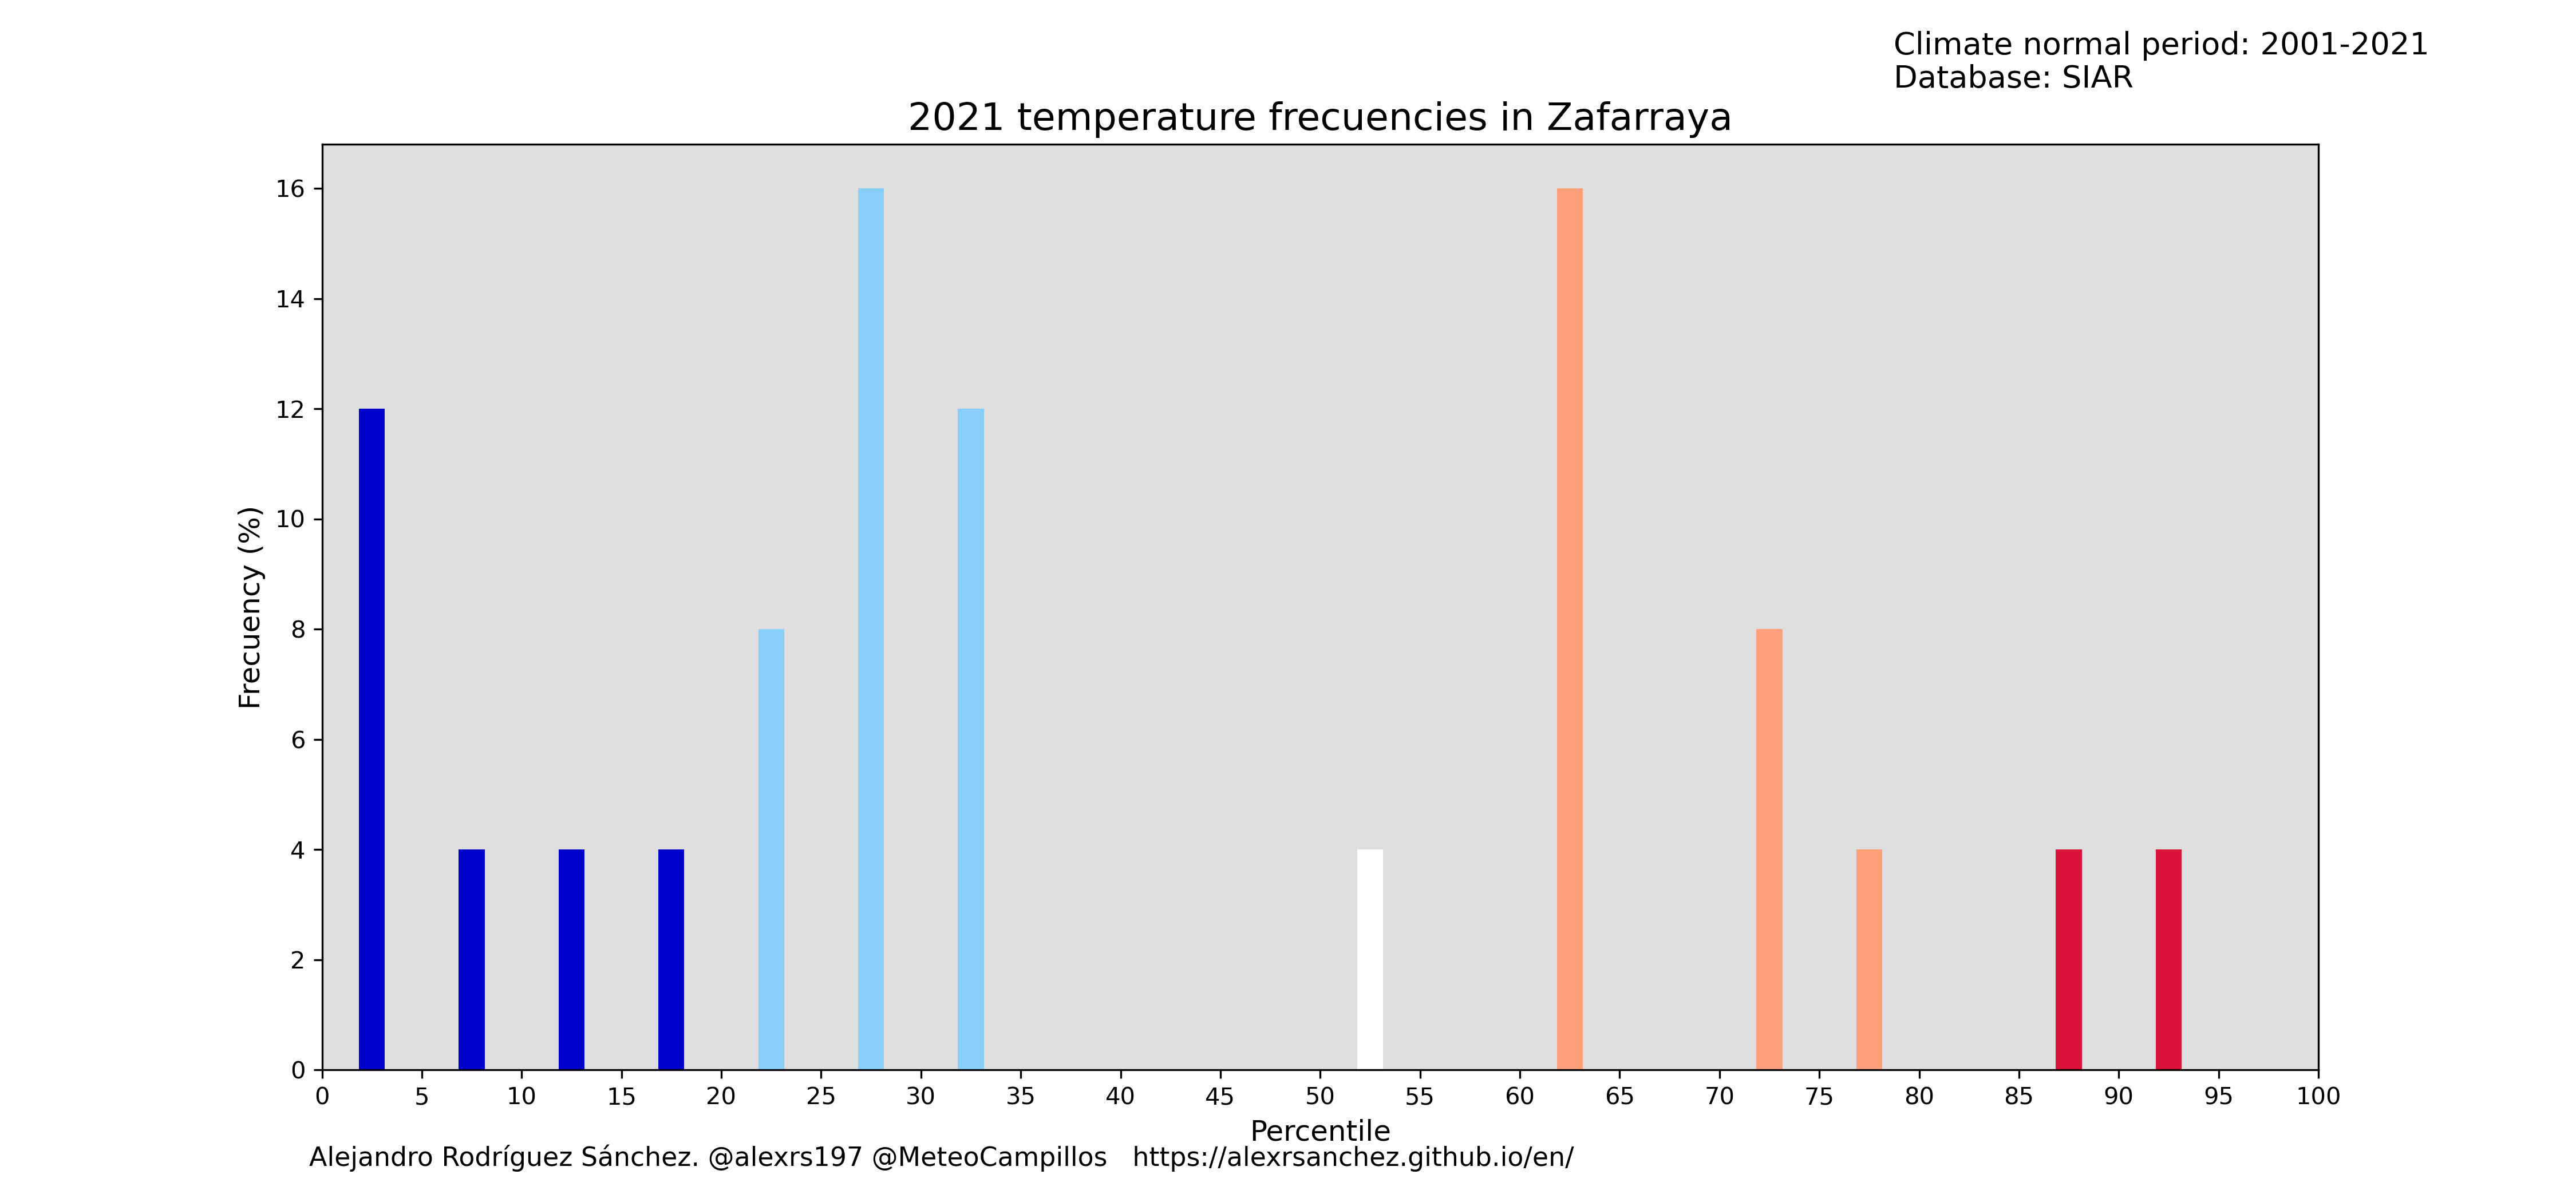 Climate normal period: 2001-2021
Database: SIAR
2021 temperature frecuencies in Zafarraya
16
14
12
10
8
6
4
2
0
Frecuency (%)
0 5 10 15 20 25 30 35 40 45 50 55 60 65 70 75 80 85 90 95 100
Percentile
Alejandro Rodríguez Sánchez. @alexrs197 @MeteoCampillos https://alexrsanchez.github.io/en/